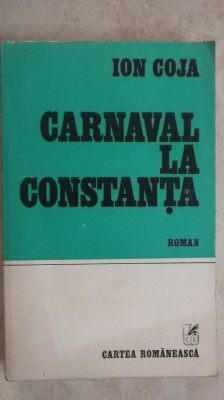 ION COJA
CARNAVAL
LA
CONSTANȚA
ROMAN
CARTEA ROMÂNEASCĂ